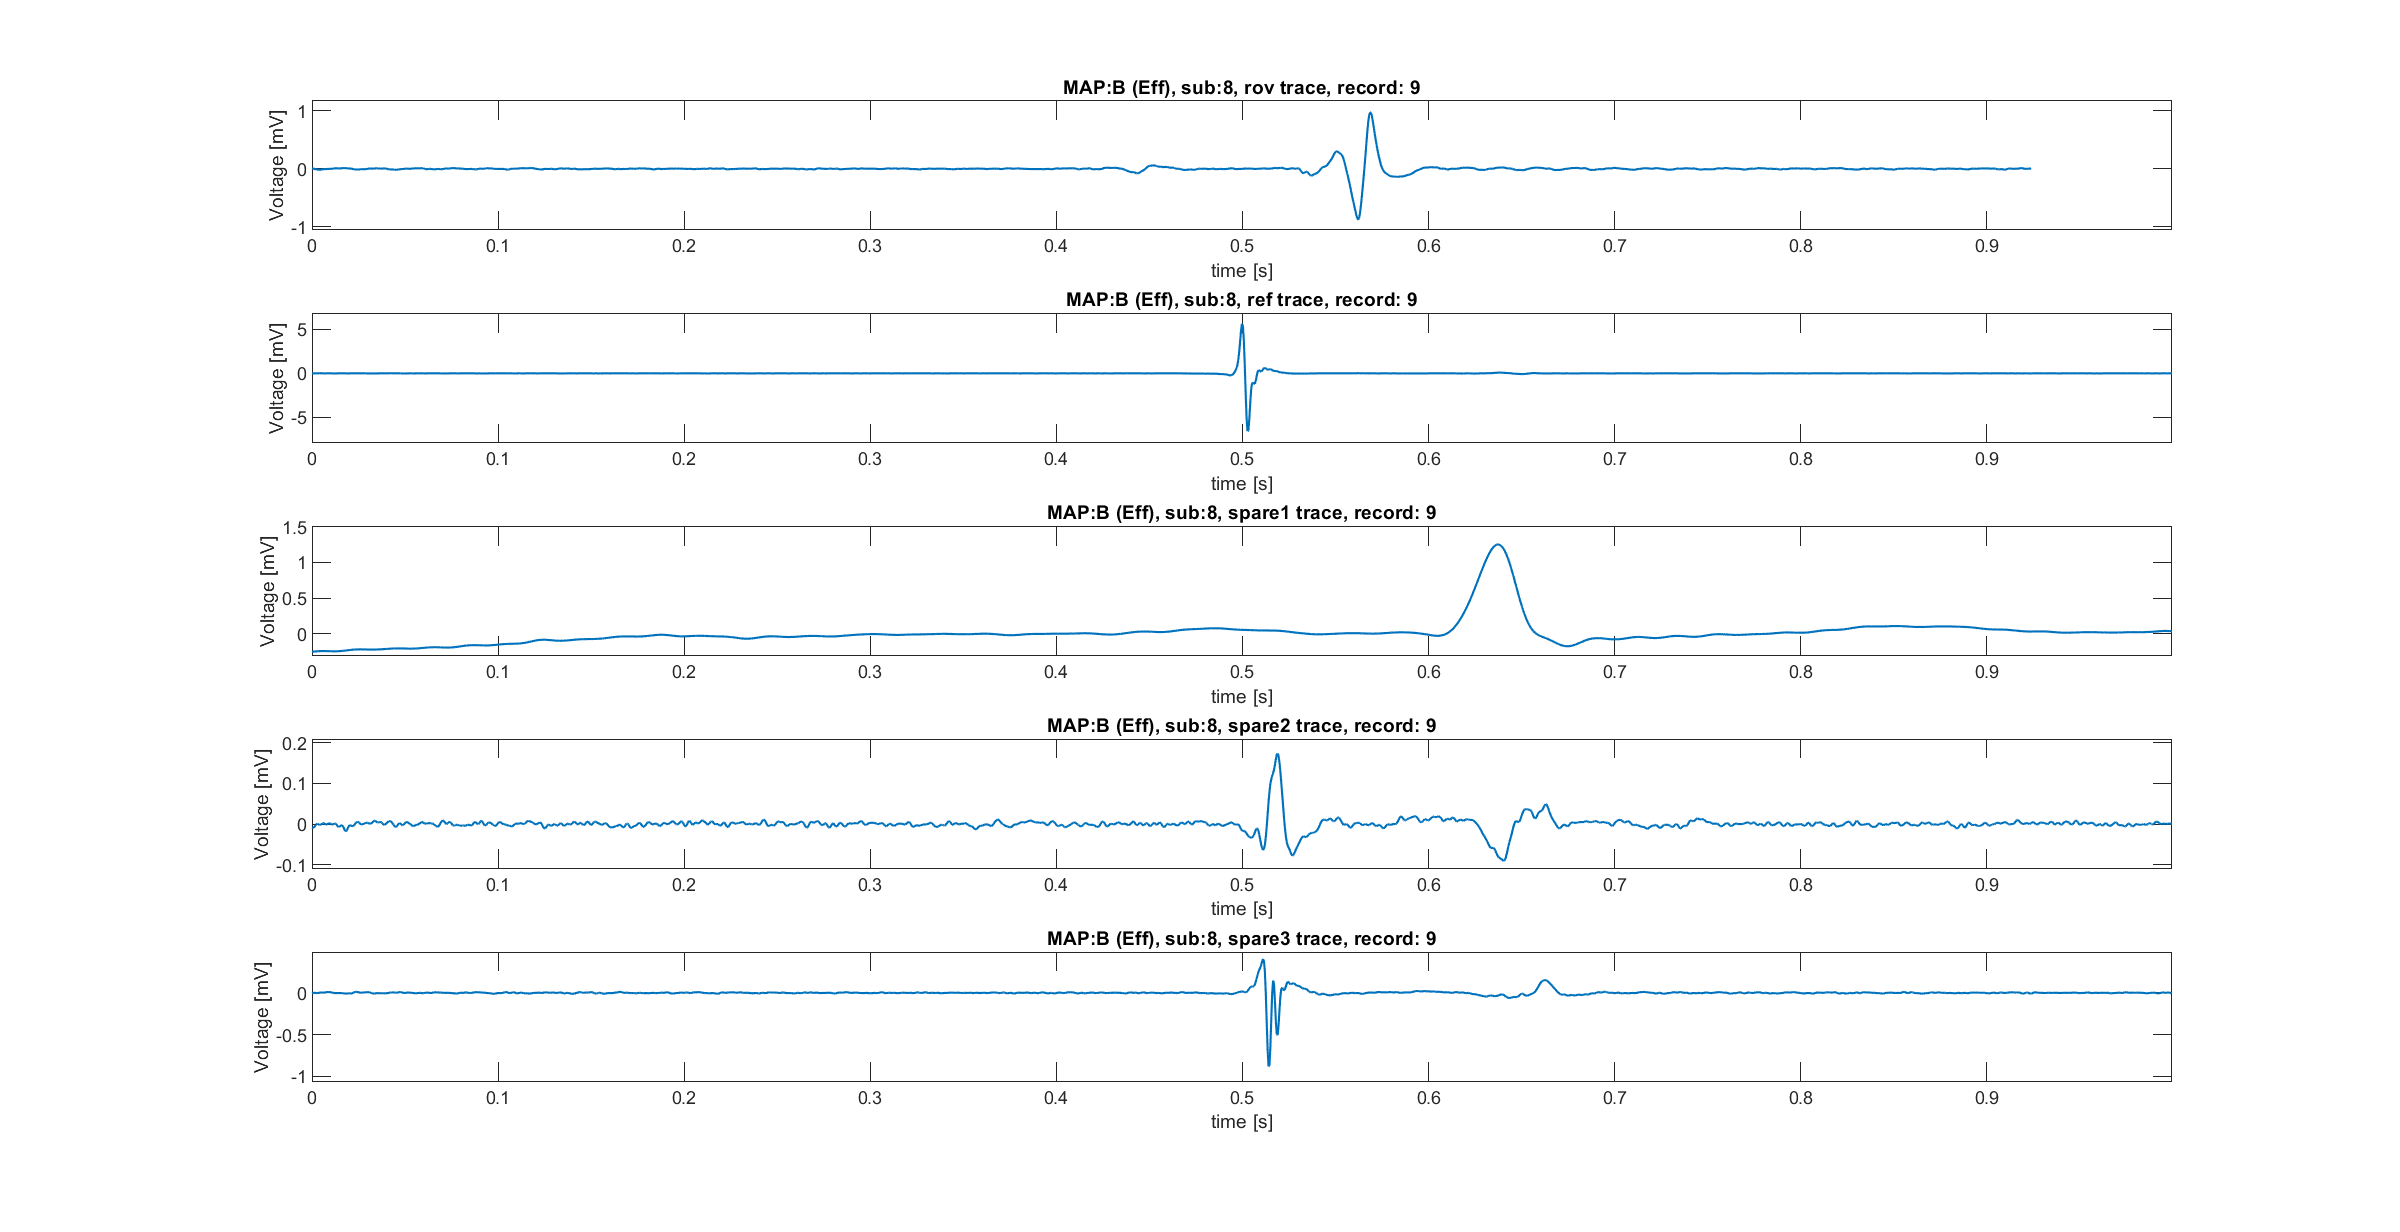 MAP:B (Eff), sub:8, rov trace, record: 9
Voltage [mV]
1
0
-1
0 0.1 0.2 0.3 0.4 0.5 0.6 0.7 0.8 0.9
time [s]
MAP:B (Eff), sub:8, ref trace, record: 9
Voltage [mV]
5
0
-5
0 0.1 0.2 0.3 0.4 0.5 0.6 0.7 0.8 0.9
time [s]
MAP:B (Eff), sub:8, spare1 trace, record: 9
Voltage [mV]
1.5
1
0.5
0
0 0.1 0.2 0.3 0.4 0.5 0.6 0.7 0.8 0.9
time [s]
MAP:B (Eff), sub:8, spare2 trace, record: 9
Voltage [mV]
0.2
0.1
0
-0.1
0 0.1 0.2 0.3 0.4 0.5 0.6 0.7 0.8 0.9
time [s]
MAP:B (Eff), sub:8, spare3 trace, record: 9
Voltage [mV]
0
-0.5
-1
0 0.1 0.2 0.3 0.4 0.5 0.6 0.7 0.8 0.9
time [s]